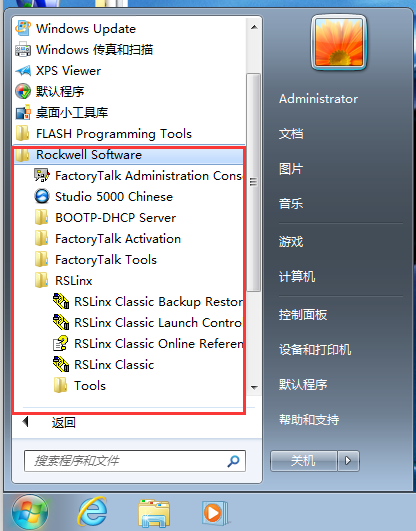 Windows Update
Windows 传真和扫描
XPS Viewer
默认程序
桌面小工具库
FLASH Programming Tools
Rockwell Software
FactoryTalk Administration Cons
Studio 5000 Chinese
BOOTP-DHCP Server
FactoryTalk Activation
FactoryTalk Tools
RSLinx
RSLinx Classic Backup Restor
RSLinx Classic Launch Contro
RSLinx Classic Online Referen
RSLinx Classic
Tools
返回
搜索程序和文件
Administrator
文档
图片
音乐
游戏
计算机
控制面板
设备和打印机
默认程序
帮助和支持
关机